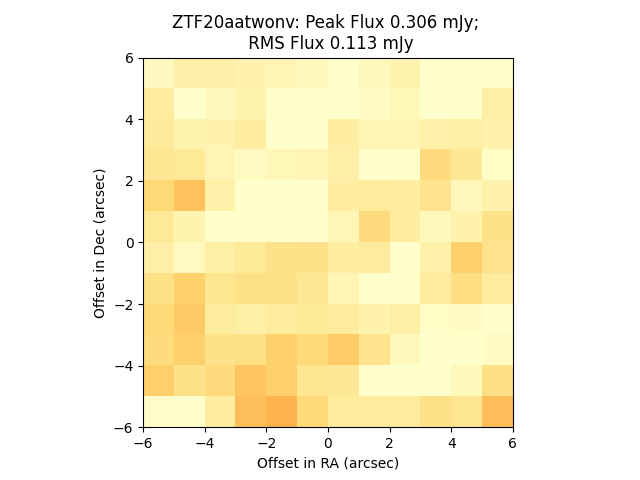 ZTF20aatwonv: Peak Flux 0.306 mJy;
RMS Flux 0.113 mJy
6
4
2
0
−2
−4
−6
Offset in Dec (arcsec)
−6 −4 −2 0 2 4 6
Offset in RA (arcsec)